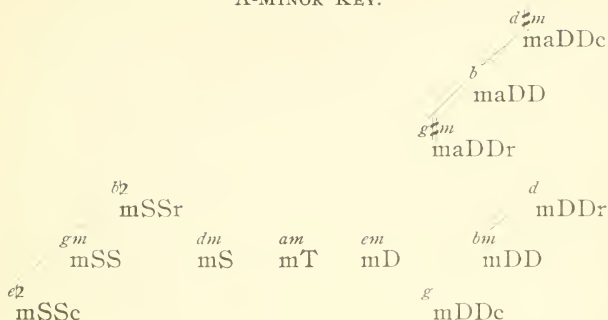 A-MINOR KEY.
d♯m
maDDc
b
maDD
g♯m
maDDr
b♭ d
mSSr mDDr
gm dm am em bm
mSS mS mT mD mDD
e♭ g
mSSc mDDc